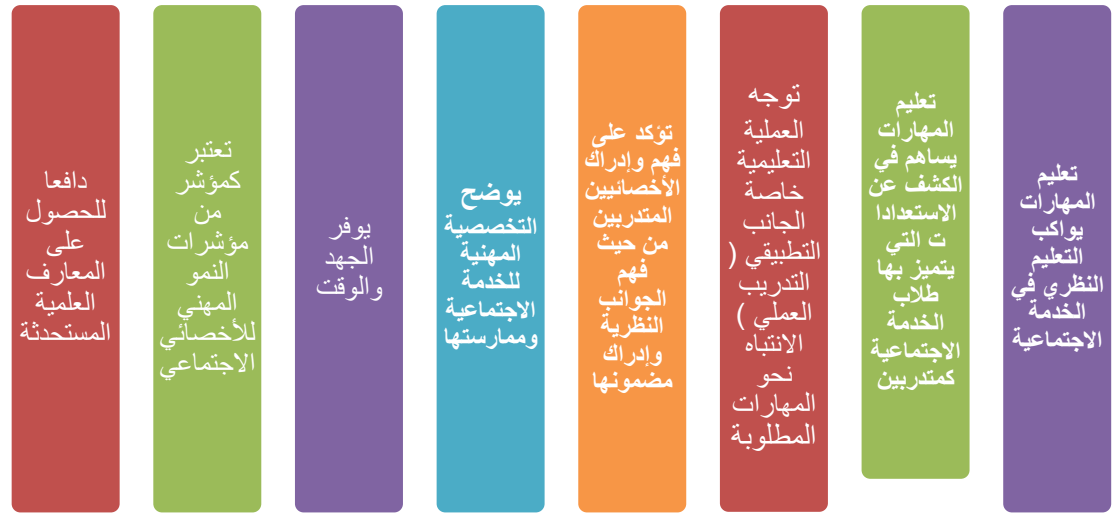 تعليم
المهارات
يواكب
التعليم
النظري في
الخدمة
الاجتماعية
تعليم
المهارات
يساهم في
الكشف عن
الاستعدادا
ت التي
يتميز بها
طلاب
الخدمة
الاجتماعية
كمتدربين
توجه
العملية
التعليمية
خاصة
الجانب
التطبيقي (
التدريب
العملي )
الانتباه
نحو
المهارات
المطلوبة
تؤكد على
فهم وإدراك
الأخصائيين
المتدربين
من حيث
فهم
الجوانب
النظرية
وإدراك
مضمونها
يوضح
التخصصية
المهنية
للخدمة
الاجتماعية
وممارستها
يوفر
الجهد
والوقت
تعتبر
كمؤشر
من
مؤشرات
النمو
المهني
للأخصائي
الاجتماعي
دافعا
للحصول
على
المعارف
العلمية
المستحدثة